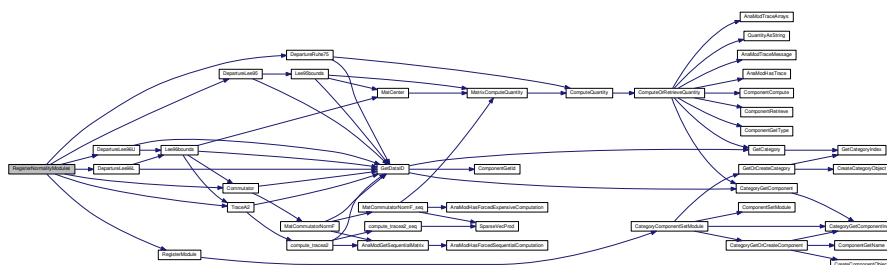 AnaModTraceArrays
QuantityAsString
DepartureRuhe75
AnaModTraceMessage
DepartureLee95
Lee95bounds
AnaModHasTrace
MatCenter
MatrixComputeQuantity
ComputeQuantity
ComputeOrRetrieveQuantity
ComponentCompute
ComponentRetrieve
ComponentGetType
DepartureLee96U
Lee96bounds
GetCategory
GetCategoryIndex
RegisterNormalityModules
DepartureLee96L
GetDataID
ComponentGetId
GetOrCreateCategory
CreateCategoryObject
Commutator
CategoryGetComponent
TraceA2
MatCommutatorNormF_seq
AnaModHasForcedExpensiveComputation
ComponentSetModule
MatCommutatorNormF
compute_tracea2_seq
SparseVecProd
CategoryComponentSetModule
CategoryGetComponentInd
compute_tracea2
AnaModGetSequentialMatrix
AnaModHasForcedSequentialComputation
CategoryGetOrCreateComponent
ComponentGetName
RegisterModule
CreateComponentObject